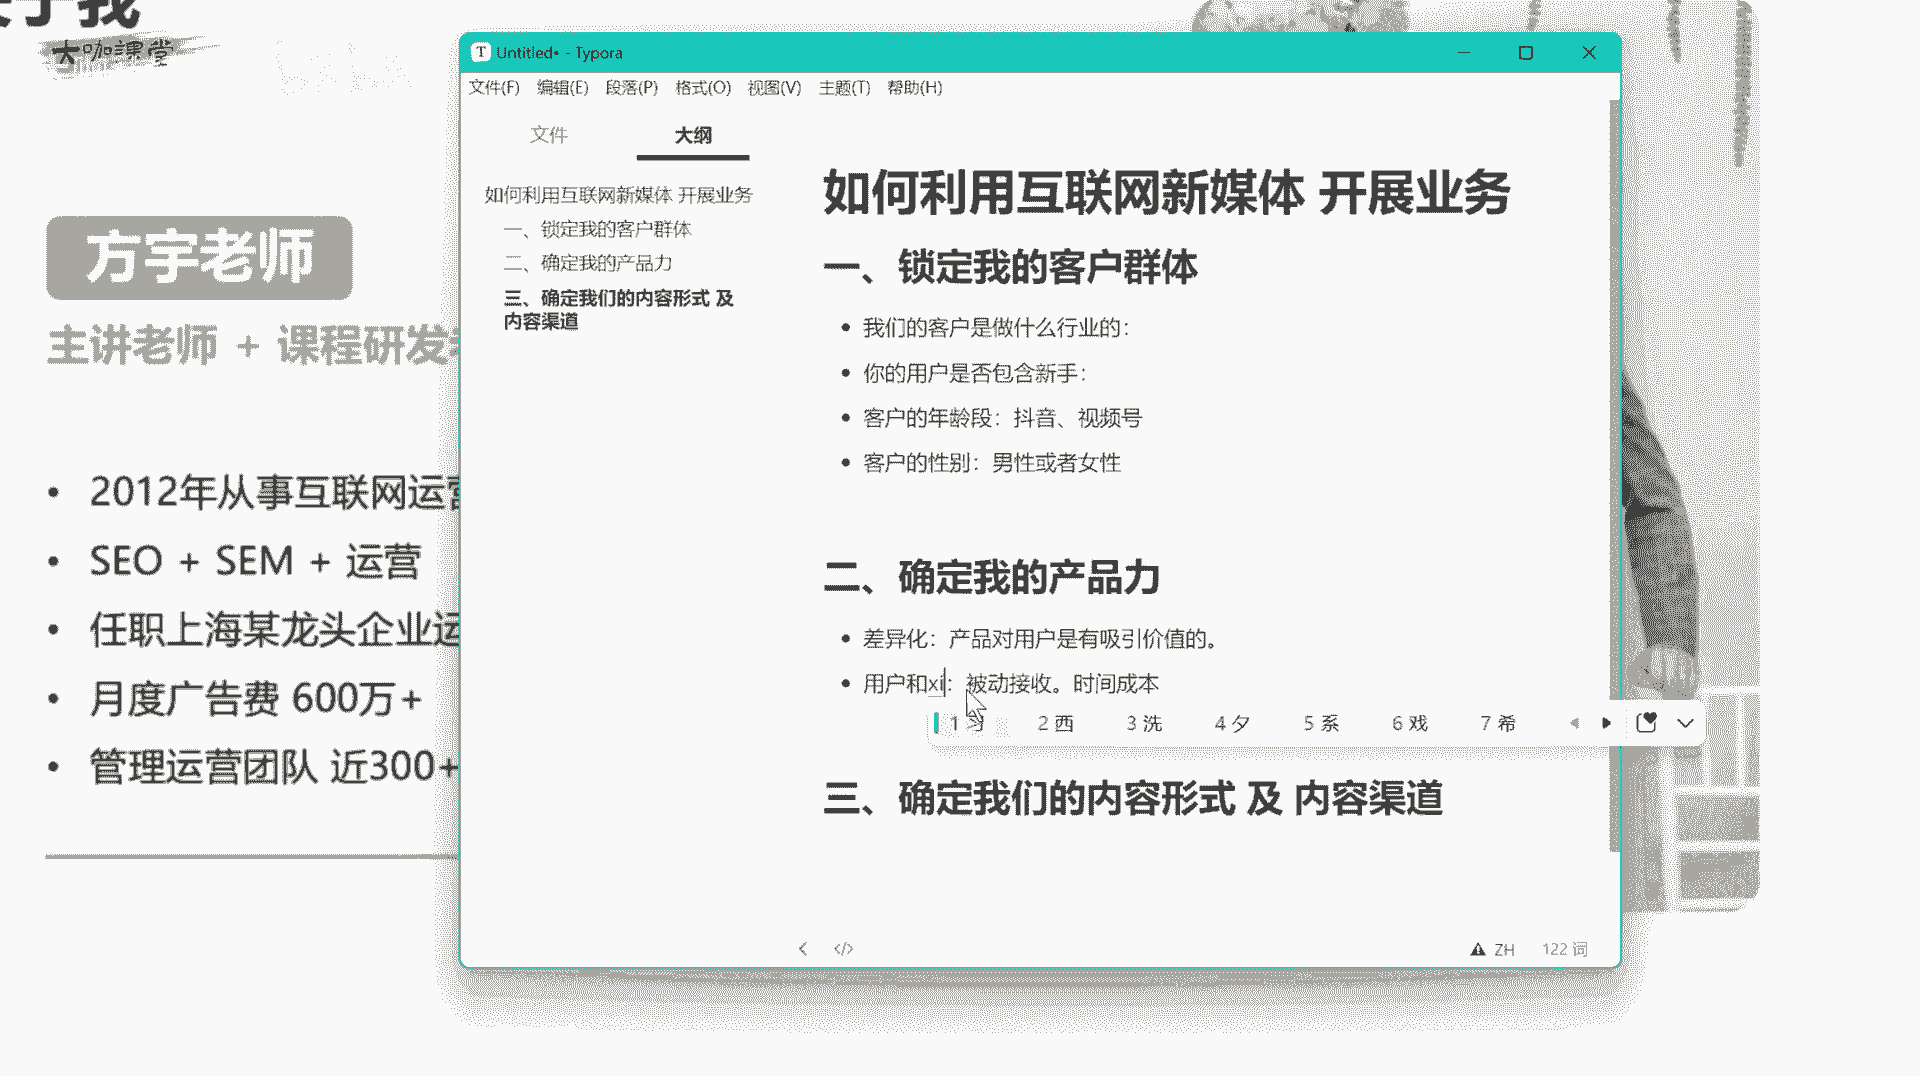 大咖課堂
方宇老师
主讲老师 + 课程研发
• 2012年从事互联网运营
• SEO + SEM + 运营
• 任职上海某龙头企业运
• 月度广告费 600万+
• 管理运营团队 近300+
Untitled• - Typora
文件(F) 编辑(E) 段落(P) 格式(O) 视图(V) 主题(T) 帮助(H)
文件 大纲
如何利用互联网新媒体 开展业务
一、锁定我的客户群体
二、确定我的产品力
三、确定我们的内容形式 及
内容渠道
如何利用互联网新媒体 开展业务
一、锁定我的客户群体
• 我们的客户是做什么行业的：
• 你的用户是否包含新手：
• 客户的年龄段：抖音、视频号
• 客户的性别：男性或者女性
二、确定我的产品力
• 差异化：产品对用户是有吸引价值的。
• 用户和xi：被动接收。时间成本
1 2 西 3 洗 4 夕 5 系 6 戏 7 希
三、确定我们的内容形式 及 内容渠道
ZH 122 词